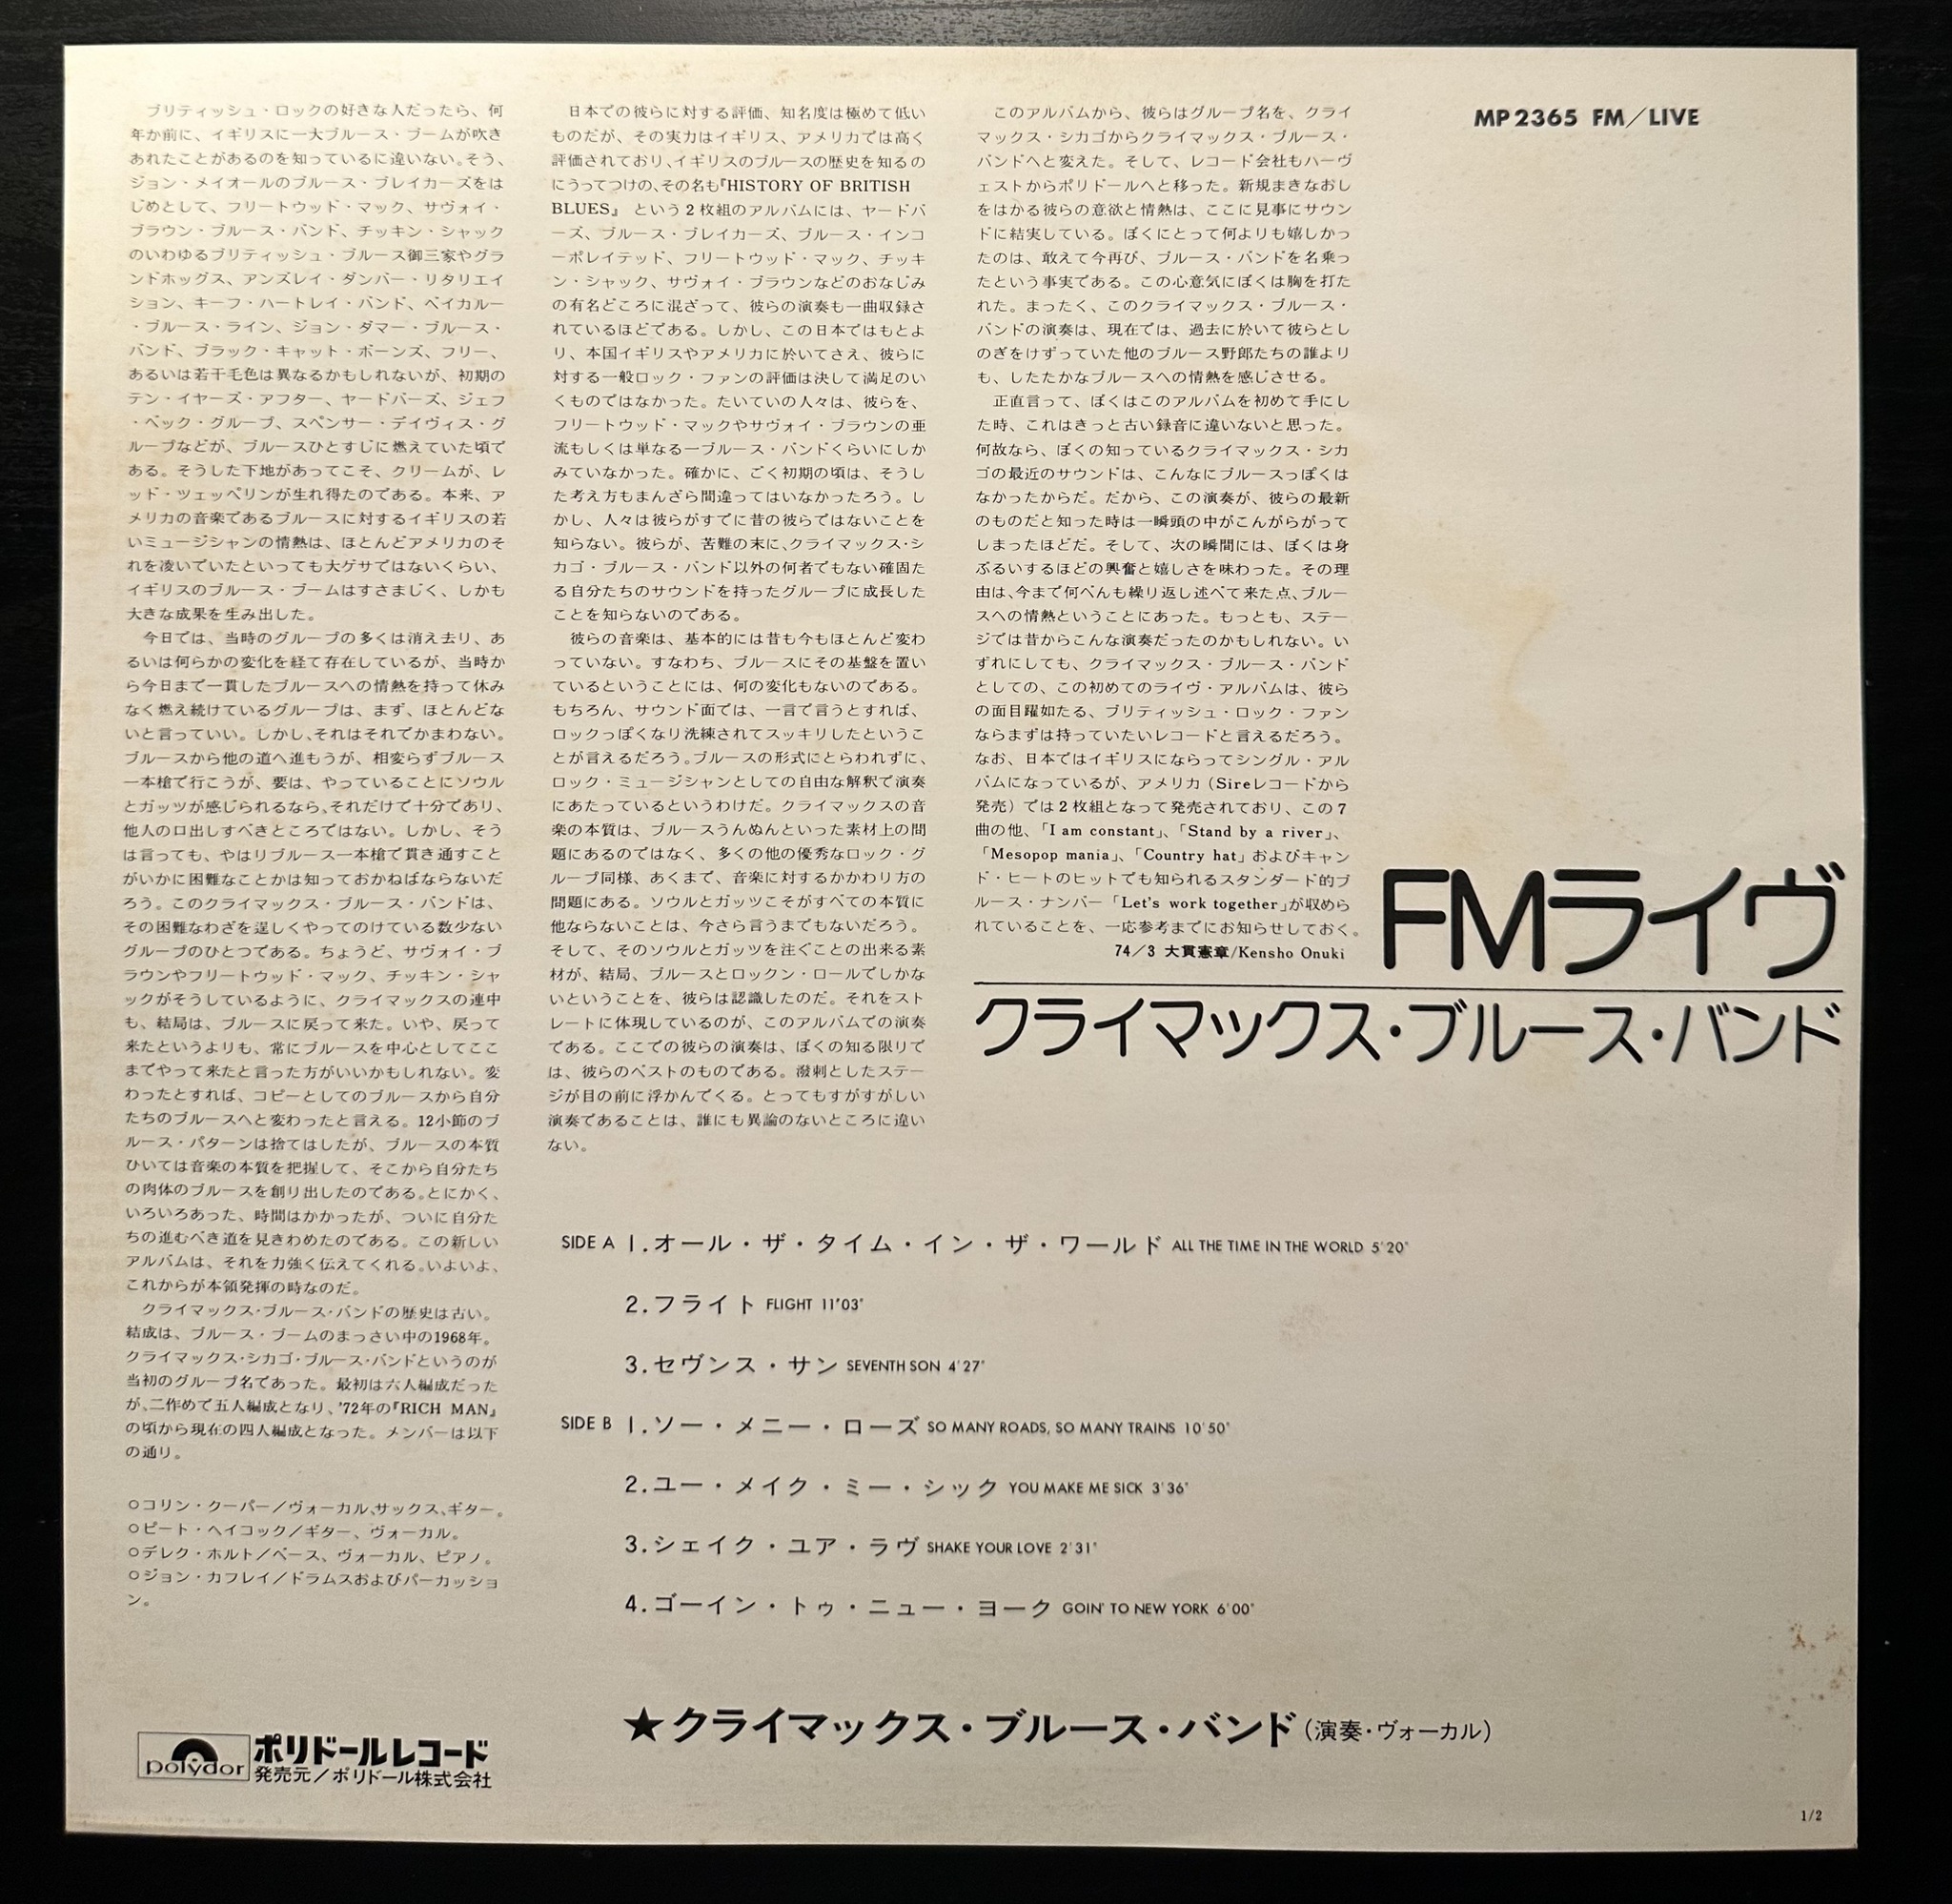 ブリティッシュ・ロックの好きな人だったら、何
年か前に、イギリスに一大ブルース・ブームが吹き
あれたことがあるのを知っているに違いない。そう、
ジョン・メイオールのブルース・ブレイカーズをは
じめとして、フリートウッド・マック、サヴォイ・
ブラウン・ブルース・バンド、チッキン・シャック
のいわゆるブリティッシュ・ブルース御三家やグラ
ンドホッグス、アンズレイ・ダンバー・リタリエイ
ション、キーフ・ハートレイ・バンド、ベイカルー
・ブルース・ライン、ジョン・ダマー・ブルース・
バンド、ブラック・キャット・ボーンズ、フリー、
あるいは若干毛色は異なるかもしれないが、初期の
テン・イヤーズ・アフター、ヤードバーズ、ジェフ
・ベック・グループ、スペンサー・デイヴィス・グ
ループなどが、ブルースひとすじに燃えていた頃で
ある。そうした下地があってこそ、クリームが、レ
ッド・ツェッペリンが生れ得たのである。本来、ア
メリカの音楽であるブルースに対するイギリスの若
いミュージシャンの情熱は、ほとんどアメリカのそ
れを凌いでいたといっても大ゲサではないくらい、
イギリスのブルース・ブームはすさまじく、しかも
大きな成果を生み出した。
今日では、当時のグループの多くは消え去り、あ
るいは何らかの変化を経て存在しているが、当時か
ら今日まで一貫したブルースへの情熱を持って休み
なく燃え続けているグループは、まず、ほとんどな
いと言っていい。しかし、それはそれでかまわない。
ブルースから他の道へ進もうが、相変らずブルース
一本槍で行こうが、要は、やっていることにソウル
とガッツが感じられるなら、それだけで十分であり、
他人の口出しすべきところではない。しかし、そう
は言っても、やはりブルース一本槍で貫き通すこと
がいかに困難なことかは知っておかねばならないだ
ろう。このクライマックス・ブルース・バンドは、
その困難なわざを逞しくやってのけている数少ない
グループのひとつである。ちょうど、サヴォイ・ブ
ラウンやフリートウッド・マック、チッキン・シャ
ックがそうしているように、クライマックスの連中
も、結局は、ブルースに戻って来た。いや、戻って
来たというよりも、常にブルースを中心としてここ
までやって来たと言った方がいいかもしれない。変
わったとすれば、コピーとしてのブルースから自分
たちのブルースへと変わったと言える。12小節のブ
ルース・パターンは捨てはしたが、ブルースの本質
ひいては音楽の本質を把握して、そこから自分たち
の肉体のブルースを創り出したのである。とにかく、
いろいろあった、時間はかかったが、ついに自分た
ちの進むべき道を見きわめたのである。この新しい
アルバムは、それを力強く伝えてくれる。いよいよ、
これからが本領発揮の時なのだ。
クライマックス・ブルース・バンドの歴史は古い。
結成は、ブルース・ブームのまっさい中の1968年。
クライマックス・シカゴ・ブルース・バンドというのが
当初のグループ名であった。最初は六人編成だった
が、二作めで五人編成となり、'72年の『RICH MAN』
の頃から現在の四人編成となった。メンバーは以下
の通り。
○コリン・クーパー/ヴォーカル、サックス、ギター。
○ピート・ヘイコック/ギター、ヴォーカル。
○デレク・ホルト/ベース、ヴォーカル、ピアノ。
○ジョン・カフレイ/ドラムスおよびパーカッショ
ン。
日本での彼らに対する評価、知名度は極めて低い
ものだが、その実力はイギリス、アメリカでは高く
評価されており、イギリスのブルースの歴史を知るの
にうってつけの、その名も『HISTORY OF BRITISH
BLUES』 という2枚組のアルバムには、ヤードバ
ーズ、ブルース・ブレイカーズ、ブルース・インコ
ーポレイテッド、フリートウッド・マック、チッキ
ン・シャック、サヴォイ・ブラウンなどのおなじみ
の有名どころに混ざって、彼らの演奏も一曲収録さ
れているほどである。しかし、この日本ではもとよ
り、本国イギリスやアメリカに於いてさえ、彼らに
対する一般ロック・ファンの評価は決して満足のい
くものではなかった。たいていの人々は、彼らを、
フリートウッド・マックやサヴォイ・ブラウンの亜
流もしくは単なる一ブルース・バンドくらいにしか
みていなかった。確かに、ごく初期の頃は、そうし
た考え方もまんざら間違ってはいなかったろう。し
かし、人々は彼らがすでに昔の彼らではないことを
知らない。彼らが、苦難の末に、クライマックス・シ
カゴ・ブルース・バンド以外の何者でもない確固た
る自分たちのサウンドを持ったグループに成長した
ことを知らないのである。
彼らの音楽は、基本的には昔も今もほとんど変わ
っていない。すなわち、ブルースにその基盤を置い
ているということには、何の変化もないのである。
もちろん、サウンド面では、一言で言うとすれば、
ロックっぽくなり洗練されてスッキリしたというこ
とが言えるだろう。ブルースの形式にとらわれずに、
ロック・ミュージシャンとしての自由な解釈で演奏
にあたっているというわけだ。クライマックスの音
楽の本質は、ブルースうんぬんといった素材上の問
題にあるのではなく、多くの他の優秀なロック・グ
ループ同様、あくまで、音楽に対するかかわり方の
問題にある。ソウルとガッツこそがすべての本質に
他ならないことは、今さら言うまでもないだろう。
そして、そのソウルとガッツを注ぐことの出来る素
材が、結局、ブルースとロックン・ロールでしかな
いということを、彼らは認識したのだ。それをスト
レートに体現しているのが、このアルバムでの演奏
である。ここでの彼らの演奏は、ぼくの知る限りで
は、彼らのベストのものである。溌剌としたステー
ジが目の前に浮かんでくる。とってもすがすがしい
演奏であることは、誰にも異論のないところに違い
ない。
このアルバムから、彼らはグループ名を、クライ
マックス・シカゴからクライマックス・ブルース・
バンドへと変えた。そして、レコード会社もハーヴ
ェストからポリドールへと移った。新規まきなおし
をはかる彼らの意欲と情熱は、ここに見事にサウン
ドに結実している。ぼくにとって何よりも嬉しかっ
たのは、敢えて今再び、ブルース・バンドを名乗っ
たという事実である。この心意気にぼくは胸を打た
れた。まったく、このクライマックス・ブルース・
バンドの演奏は、現在では、過去に於いて彼らとし
のぎをけずっていた他のブルース野郎たちの誰より
も、したたかなブルースへの情熱を感じさせる。
正直言って、ぼくはこのアルバムを初めて手にし
た時、これはきっと古い録音に違いないと思った。
何故なら、ぼくの知っているクライマックス・シカ
ゴの最近のサウンドは、こんなにブルースっぽくは
なかったからだ。だから、この演奏が、彼らの最新
のものだと知った時は一瞬頭の中がこんがらがって
しまったほどだ。そして、次の瞬間には、ぼくは身
ぶるいするほどの興奮と嬉しさを味わった。その理
由は、今まで何べんも繰り返し述べて来た点、ブルー
スへの情熱ということにあった。もっとも、ステー
ジでは昔からこんな演奏だったのかもしれない。い
ずれにしても、クライマックス・ブルース・バンド
としての、この初めてのライヴ・アルバムは、彼ら
の面目躍如たる、ブリティッシュ・ロック・ファン
ならまずは持っていたいレコードと言えるだろう。
なお、日本ではイギリスにならってシングル・アル
バムになっているが、アメリカ(Sireレコードから
発売)では2枚組となって発売されており、この7
曲の他、「I am constant」、「Stand by a river」、
「Mesopop mania」、「Country hat」およびキャン
ド・ヒートのヒットでも知られるスタンダード的ブ
ルース・ナンバー「Let's work together」が収めら
れていることを、一応参考までにお知らせしておく。
74/3 大貫憲章/Kensho Onuki
MP 2365 FM/LIVE
FMライヴ
クライマックス・ブルース・バンド
SIDE A 1.オール・ザ・タイム・イン・ザ・ワールド ALL THE TIME IN THE WORLD 5'20"
2.フライト FLIGHT 11'03"
3.セヴンス・サン SEVENTH SON 4'27"
SIDE B 1.ソー・メニー・ローズ SO MANY ROADS, SO MANY TRAINS 10'50"
2.ユー・メイク・ミー・シック YOU MAKE ME SICK 3'36"
3.シェイク・ユア・ラヴ SHAKE YOUR LOVE 2'31"
4.ゴーイン・トゥ・ニュー・ヨーク GOIN' TO NEW YORK 6'00"
★クライマックス・ブルース・バンド(演奏・ヴォーカル)
polydor ポリドールレコード
発売元/ポリドール株式会社
1/2